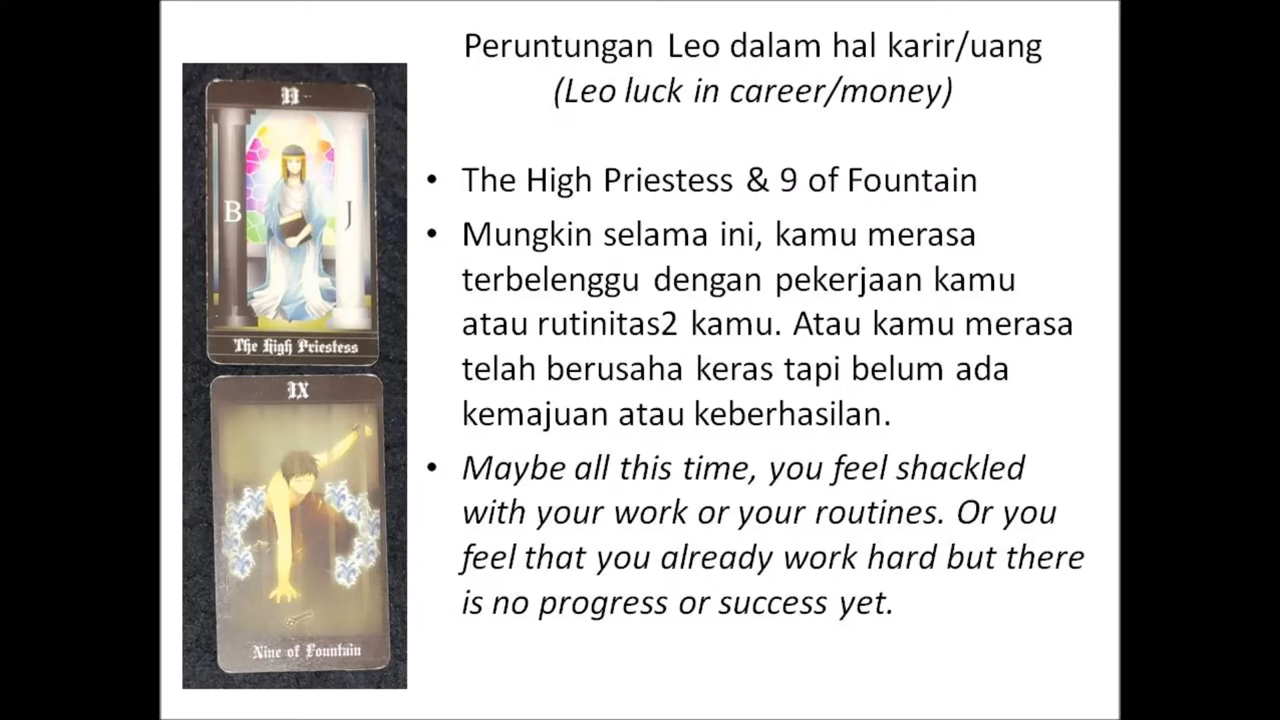 Peruntungan Leo dalam hal karir/uang
(Leo luck in career/money)
II
B J
The High Priestess
IX
Nine of Fountain
• The High Priestess & 9 of Fountain
• Mungkin selama ini, kamu merasa
terbelenggu dengan pekerjaan kamu
atau rutinitas2 kamu. Atau kamu merasa
telah berusaha keras tapi belum ada
kemajuan atau keberhasilan.
• Maybe all this time, you feel shackled
with your work or your routines. Or you
feel that you already work hard but there
is no progress or success yet.